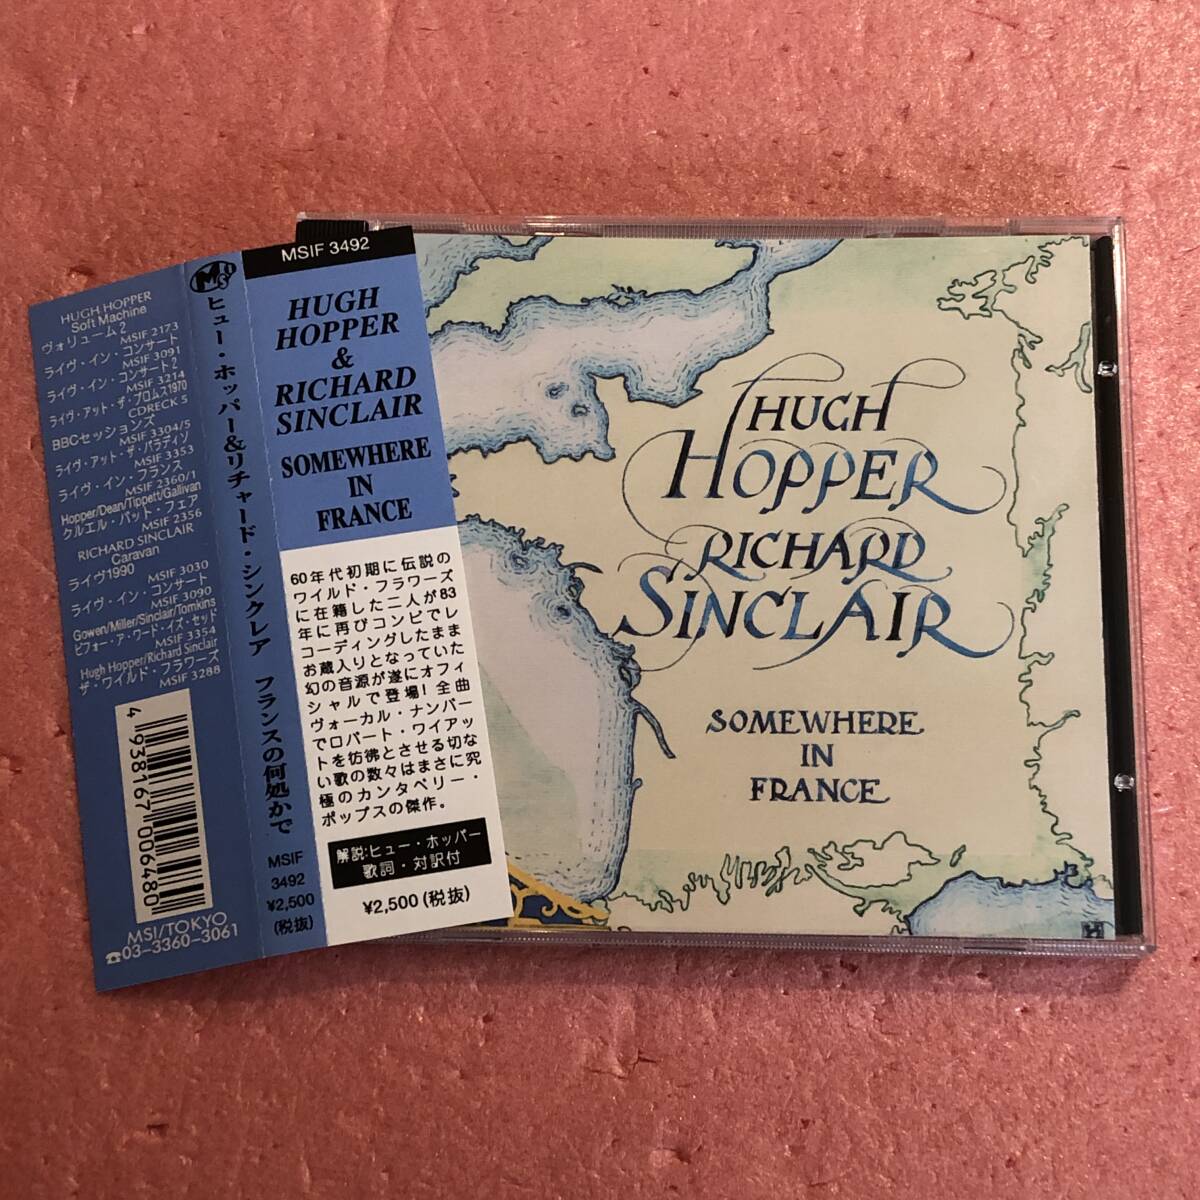 HUGH HOPPER
Soft Machine
ヴォリューム2
MSIF 2173
ライヴ・イン・コンサート
MSIF 3091
ライヴ・イン・コンサート2
MSIF 3214
ライヴ・アット・ザ・プロムス1970
CDRECK 5
BBCセッションズ
MSIF 3304/5
ライヴ・アット・ザ・パラディソ
MSIF 3353
ライヴ・イン・フランス
MSIF 2360/1
Hopper/Dean/Tippett/Gallivan
クルエル・バット・フェア
MSIF 2356
RICHARD SINCLAIR
Caravan
ライヴ1990
MSIF 3030
ライヴ・イン・コンサート
MSIF 3090
Gowen/Miller/Sinclair/Tomkins
ビフォー・ア・ワード・イズ・セッド
MSIF 3354
Hugh Hopper/Richard Sinclair
ザ・ワイルド・フラワーズ
MSIF 3288
4 938167 006480
MSI/TOKYO
☎03-3360-3061
MSI
ヒュー・ホッパー&リチャード・シンクレア フランスの何処かで
MSIF
3492
¥2,500
(税抜)
MSIF 3492
HUGH
HOPPER
&
RICHARD
SINCLAIR
SOMEWHERE
IN
FRANCE
60年代初期に伝説の
ワイルド・フラワーズ
に在籍した二人が83
年に再びコンビでレ
コーディングしたまま
お蔵入りとなっていた
幻の音源が遂にオフィ
シャルで登場!全曲
ヴォーカル・ナンバー
でロバート・ワイアッ
トを彷彿とさせる切な
い歌の数々はまさに究
極のカンタベリー・
ポップスの傑作。
解説:ヒュー・ホッパー
歌詞・対訳付
¥2,500(税抜)
HUGH
HOPPER
RICHARD
SINCLAIR
SOMEWHERE
IN
FRANCE